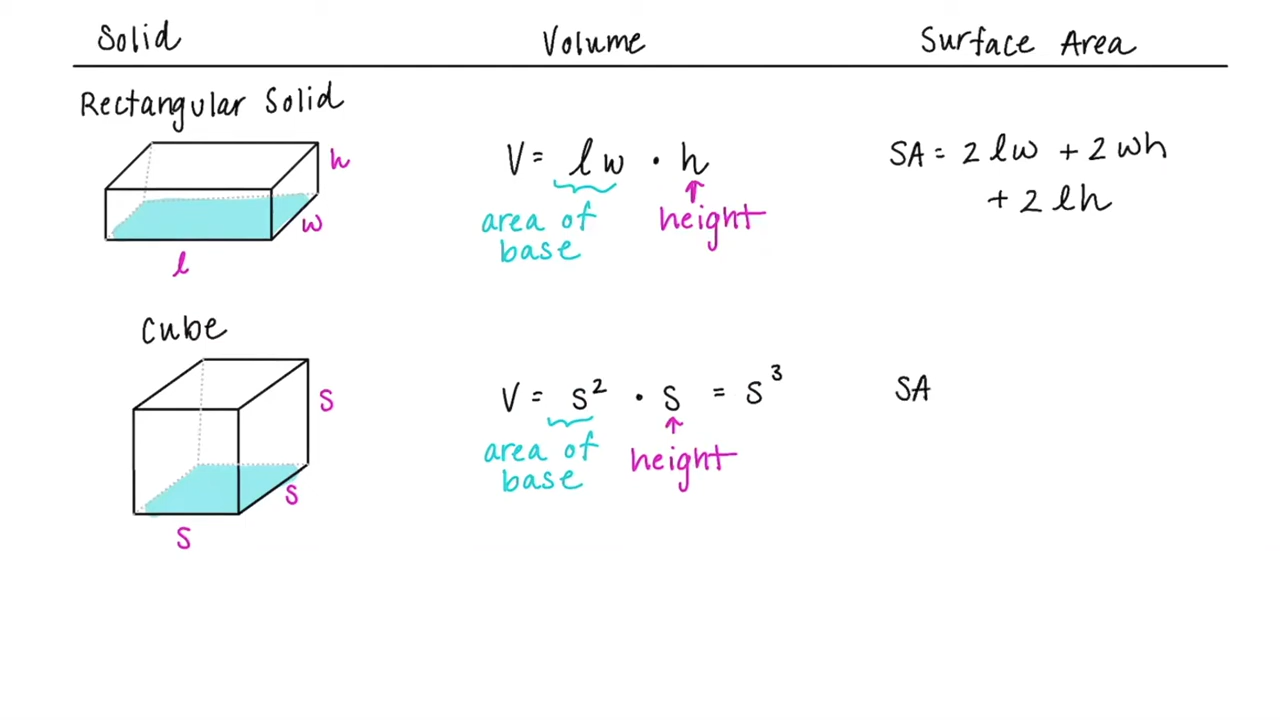 Solid Volume Surface Area
Rectangular Solid
h
w
l
V = lw · h
area of base
height
SA = 2lw + 2wh
+ 2lh
Cube
s
s
s
V = s² · s = s³
area of base
height
SA